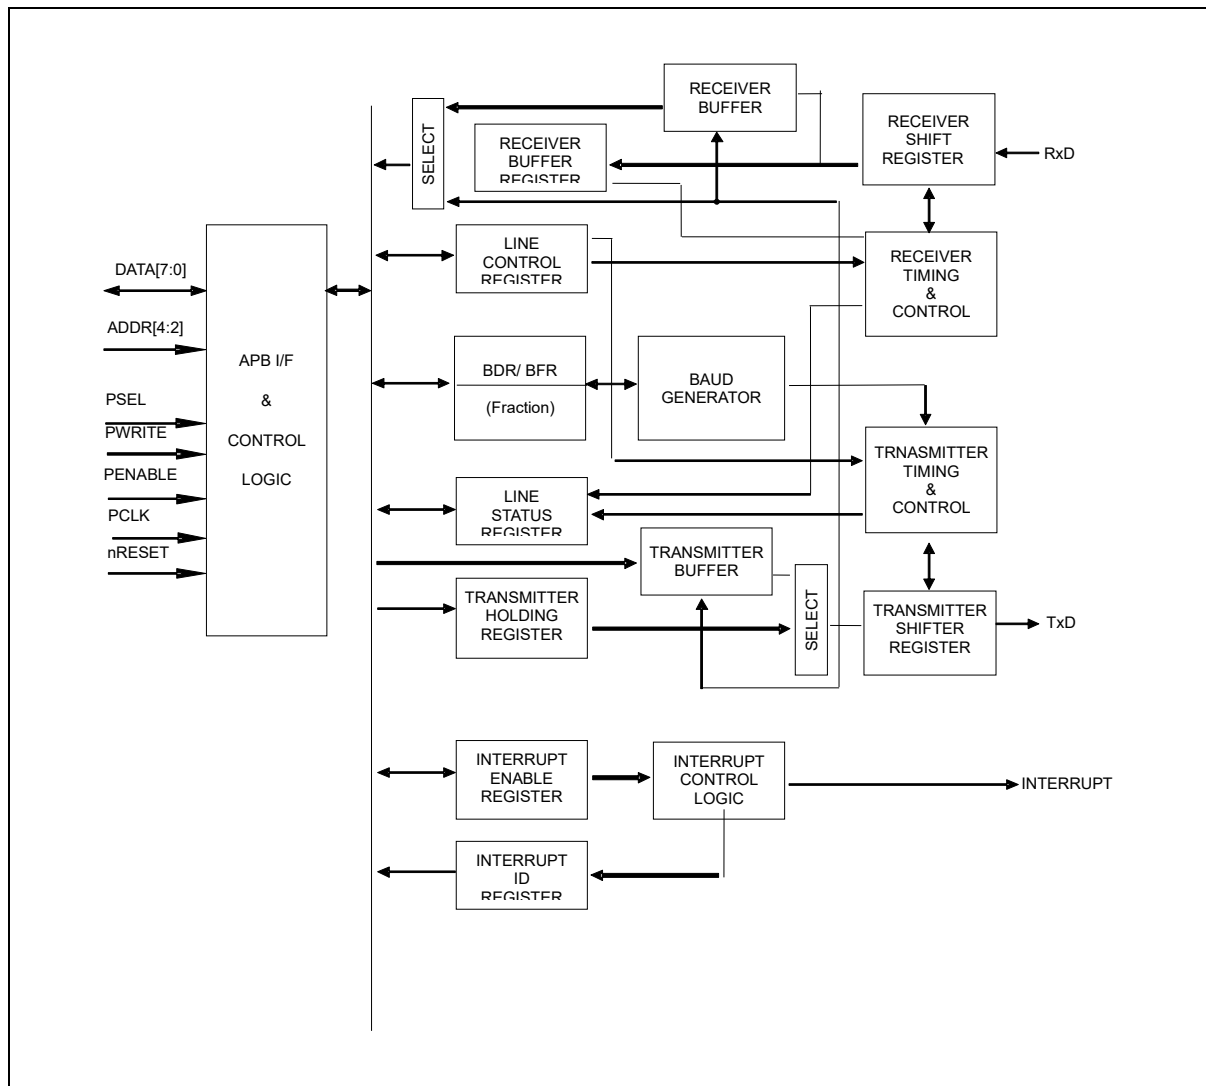 RECEIVER
BUFFER
SELECT
RECEIVER
BUFFER
REGISTER
RECEIVER
SHIFT
REGISTER
RxD
LINE
CONTROL
REGISTER
RECEIVER
TIMING
&
CONTROL
DATA[7:0]
ADDR[4:2]
PSEL
PWRITE
PENABLE
PCLK
nRESET
APB I/F
&
CONTROL
LOGIC
BDR/ BFR
(Fraction)
BAUD
GENERATOR
TRNASMITTER
TIMING
&
CONTROL
LINE
STATUS
REGISTER
TRANSMITTER
BUFFER
TRANSMITTER
HOLDING
REGISTER
SELECT
TRANSMITTER
SHIFTER
REGISTER
TxD
INTERRUPT
ENABLE
REGISTER
INTERRUPT
CONTROL
LOGIC
INTERRUPT
INTERRUPT
ID
REGISTER